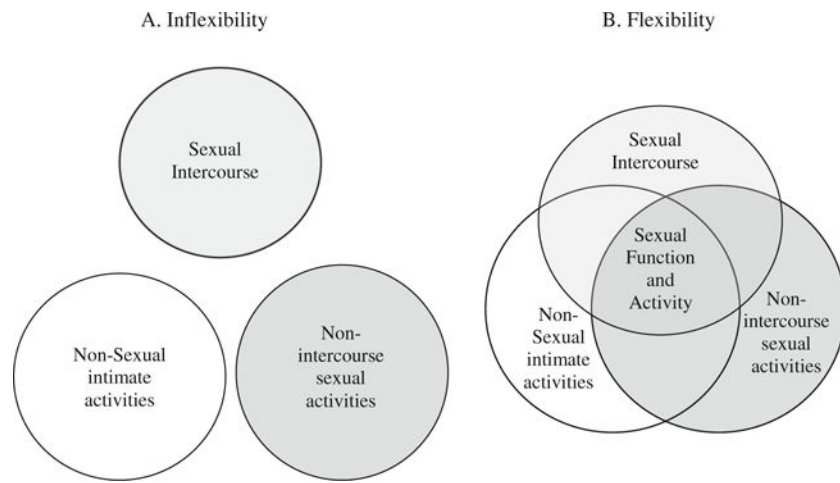 A. Inflexibility
Sexual
Intercourse
Non-Sexual
intimate
activities
Non-
intercourse
sexual
activities
B. Flexibility
Sexual
Intercourse
Sexual
Function
and
Activity
Non-
Sexual
intimate
activities
Non-
intercourse
sexual
activities